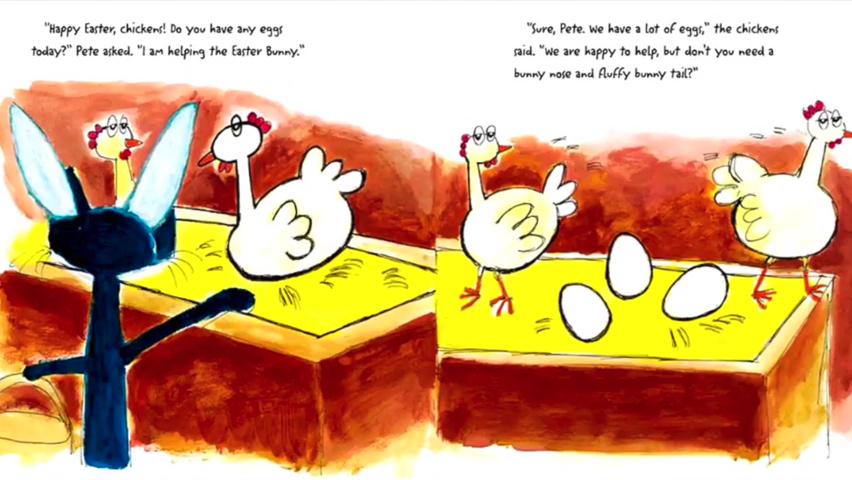 "Happy Easter, chickens! Do you have any eggs
today?" Pete asked. "I am helping the Easter Bunny."
"Sure, Pete. We have a lot of eggs," the chickens
said. "We are happy to help, but don't you need a
bunny nose and fluffy bunny tail?"